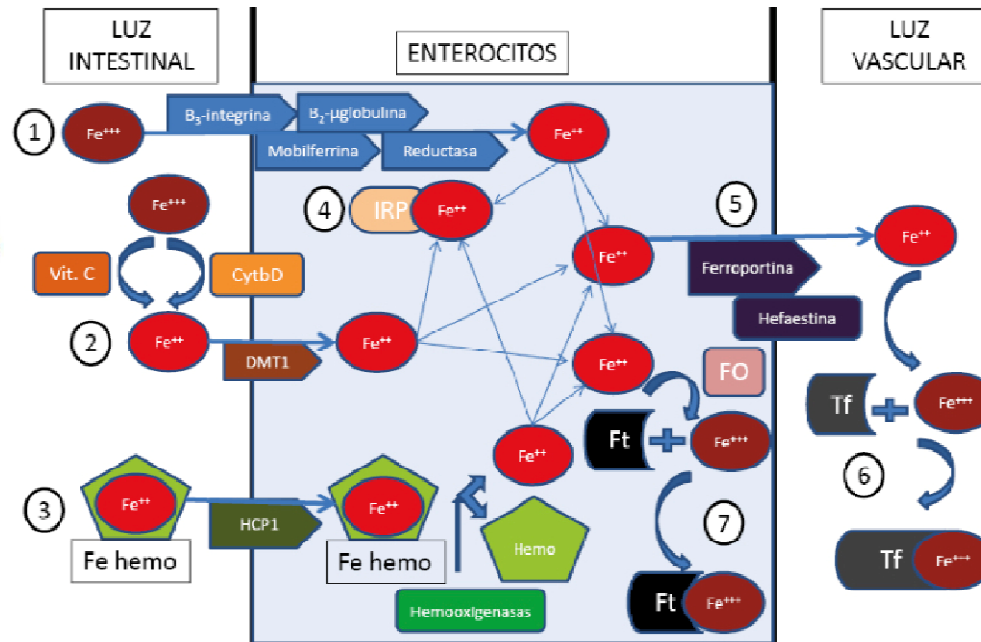 LUZ
INTESTINAL
ENTEROCITOS
LUZ
VASCULAR
1
Fe⁺⁺⁺
B₃-integrina
B₂-µglobulina
Mobilferrina
Reductasa
Fe⁺⁺
Fe⁺⁺⁺
4
IRP
Fe⁺⁺
5
Fe⁺⁺
Fe⁺⁺
Vit. C
CytbD
Ferroportina
Hefaestina
2
Fe⁺⁺
DMT1
Fe⁺⁺
Fe⁺⁺
FO
Tf
Fe⁺⁺⁺
Ft
Fe⁺⁺⁺
Fe⁺⁺
6
3
Fe⁺⁺
HCP1
Fe⁺⁺
Fe hemo
Fe hemo
Hemo
7
Tf
Fe⁺⁺⁺
Hemooxigenasas
Ft
Fe⁺⁺⁺